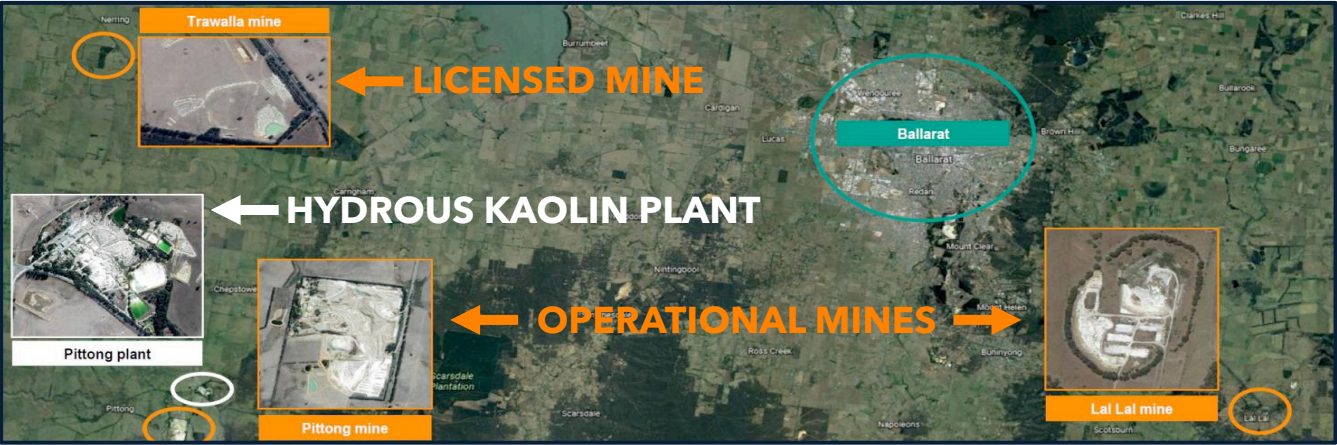 Nerring
Trawalla mine
Clarkes Hill
Burrumbeet
LICENSED MINE
Wendouree
Bullarook
Cardigan
Lucas
Ballarat
Brown Hill
Bungaree
Ballarat
Carngham
Redan
HYDROUS KAOLIN PLANT
Mount Clear
Nintingbool
Chepstowe
OPERATIONAL MINES
Mount Helen
Pittong plant
Ross Creek
Buninyong
Scarsdale
Plantation
Pittong
Scarsdale
Lal Lal mine
Lal Lal
Pittong mine
Napoleons
Scotsburn